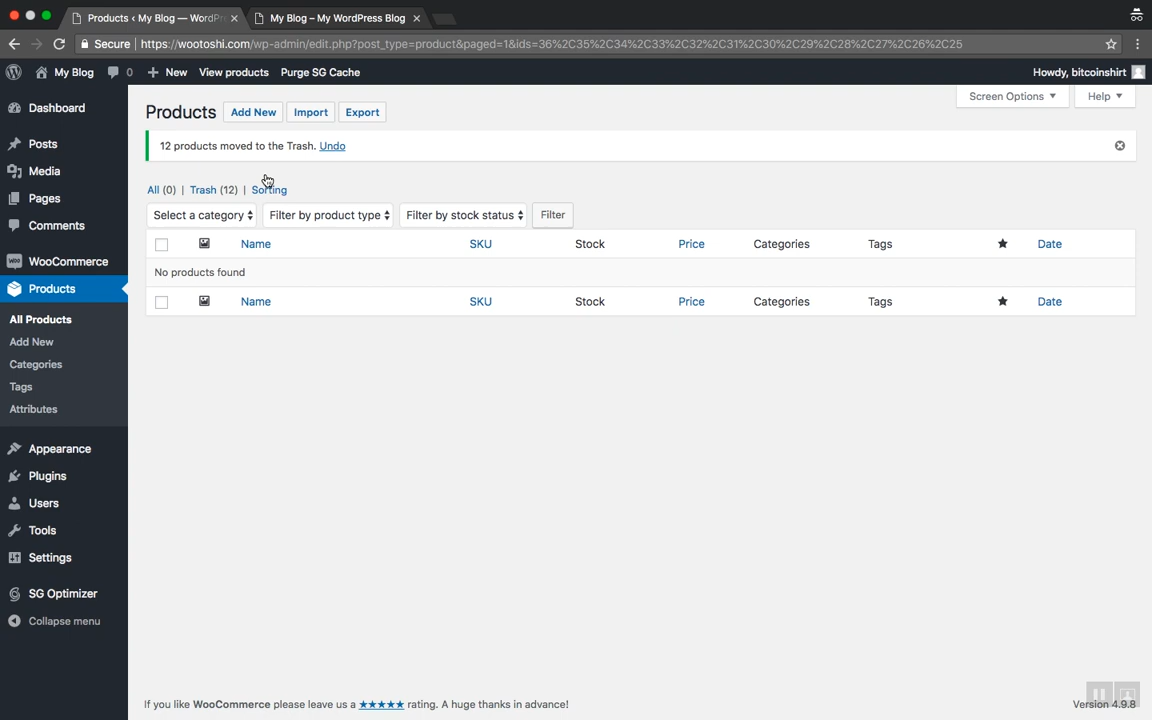 Products ‹ My Blog — WordPr
My Blog – My WordPress Blog
Secure | https://wootoshi.com/wp-admin/edit.php?post_type=product&paged=1&ids=36%2C35%2C34%2C33%2C32%2C31%2C30%2C29%2C28%2C27%2C26%2C25
My Blog 0 New View products Purge SG Cache Howdy, bitcoinshirt
Dashboard
Posts
Media
Pages
Comments
WooCommerce
Products
All Products
Add New
Categories
Tags
Attributes
Appearance
Plugins
Users
Tools
Settings
SG Optimizer
Collapse menu
Screen Options Help
Products Add New Import Export
12 products moved to the Trash. Undo
All (0) | Trash (12) | Sorting
Select a category Filter by product type Filter by stock status Filter
Name SKU Stock Price Categories Tags Date
No products found
Name SKU Stock Price Categories Tags Date
If you like WooCommerce please leave us a ★★★★★ rating. A huge thanks in advance! Version 4.9.8